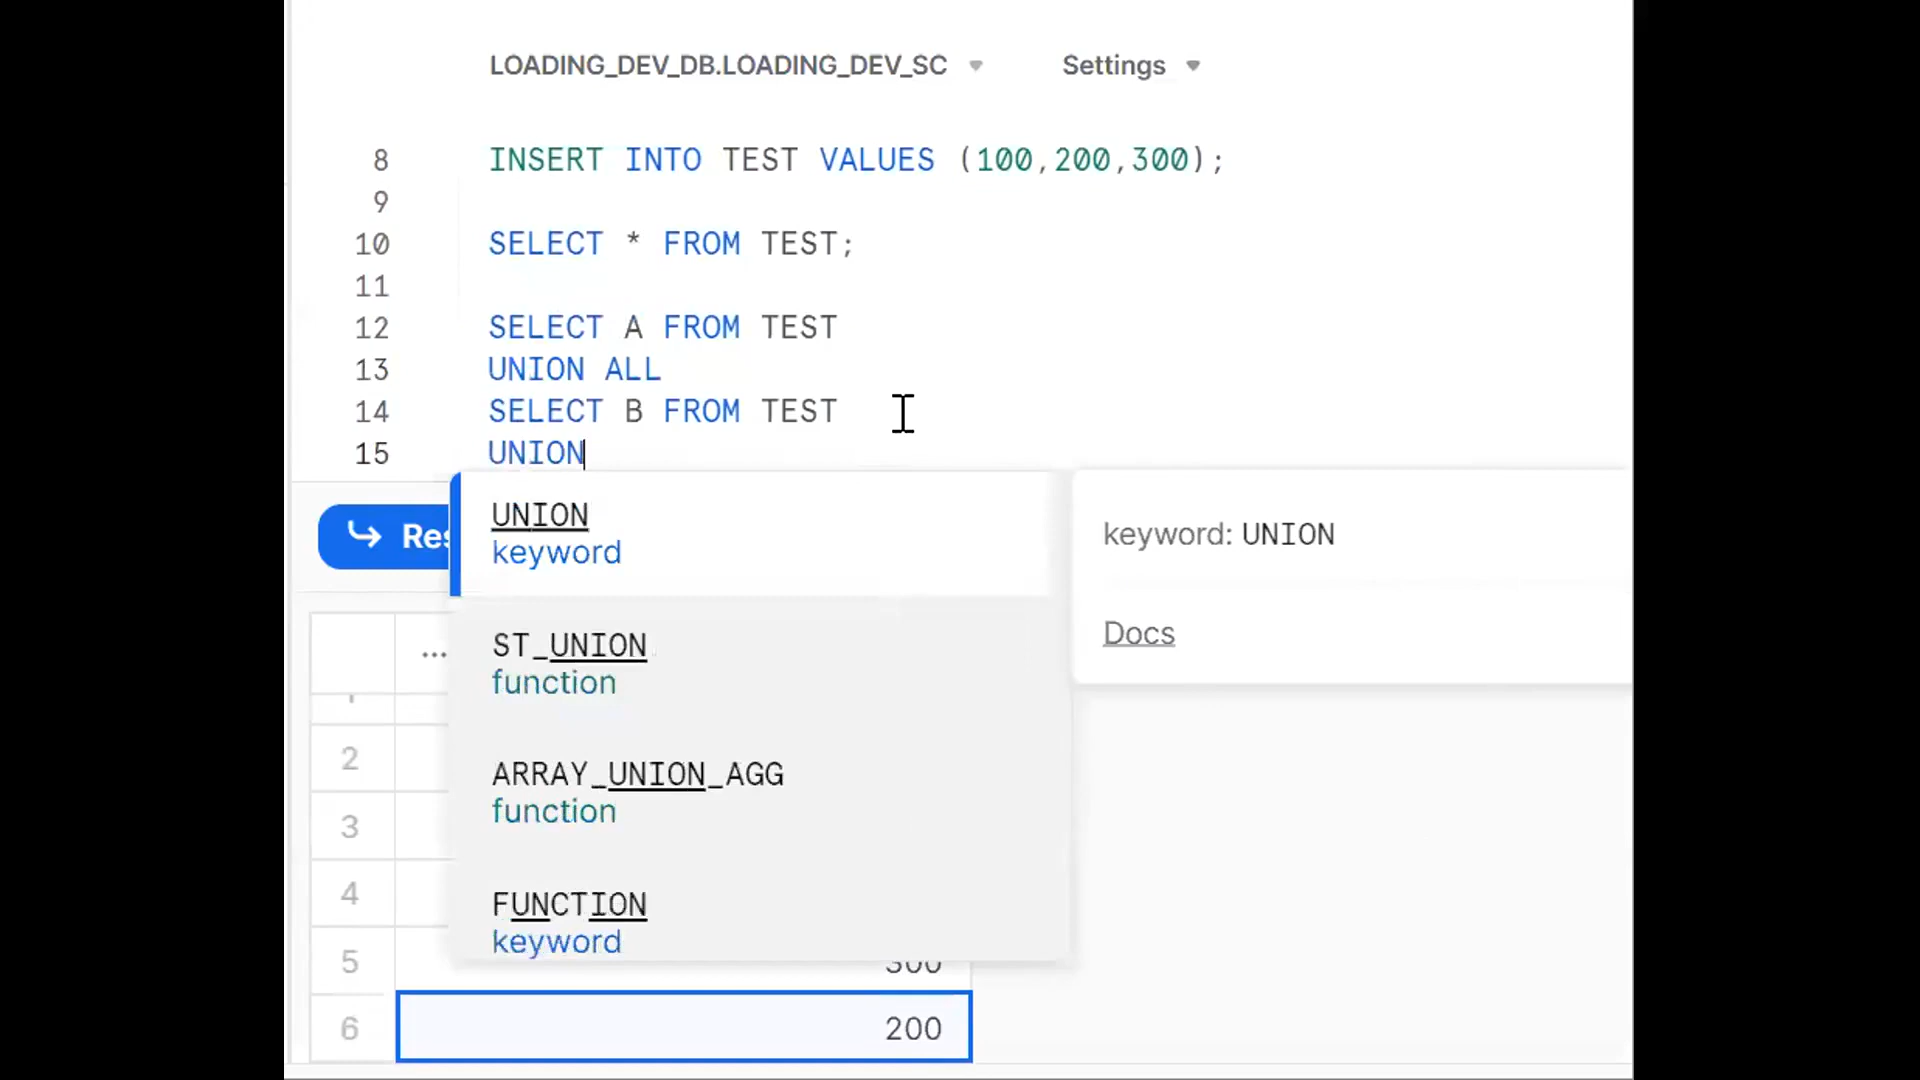 LOADING_DEV_DB.LOADING_DEV_SC Settings
8 INSERT INTO TEST VALUES (100,200,300);
9
10 SELECT * FROM TEST;
11
12 SELECT A FROM TEST
13 UNION ALL
14 SELECT B FROM TEST
15 UNION
UNION
keyword
keyword: UNION
Docs
ST_UNION
function
ARRAY_UNION_AGG
function
FUNCTION
keyword
...
2
3
4
5 300
6 200